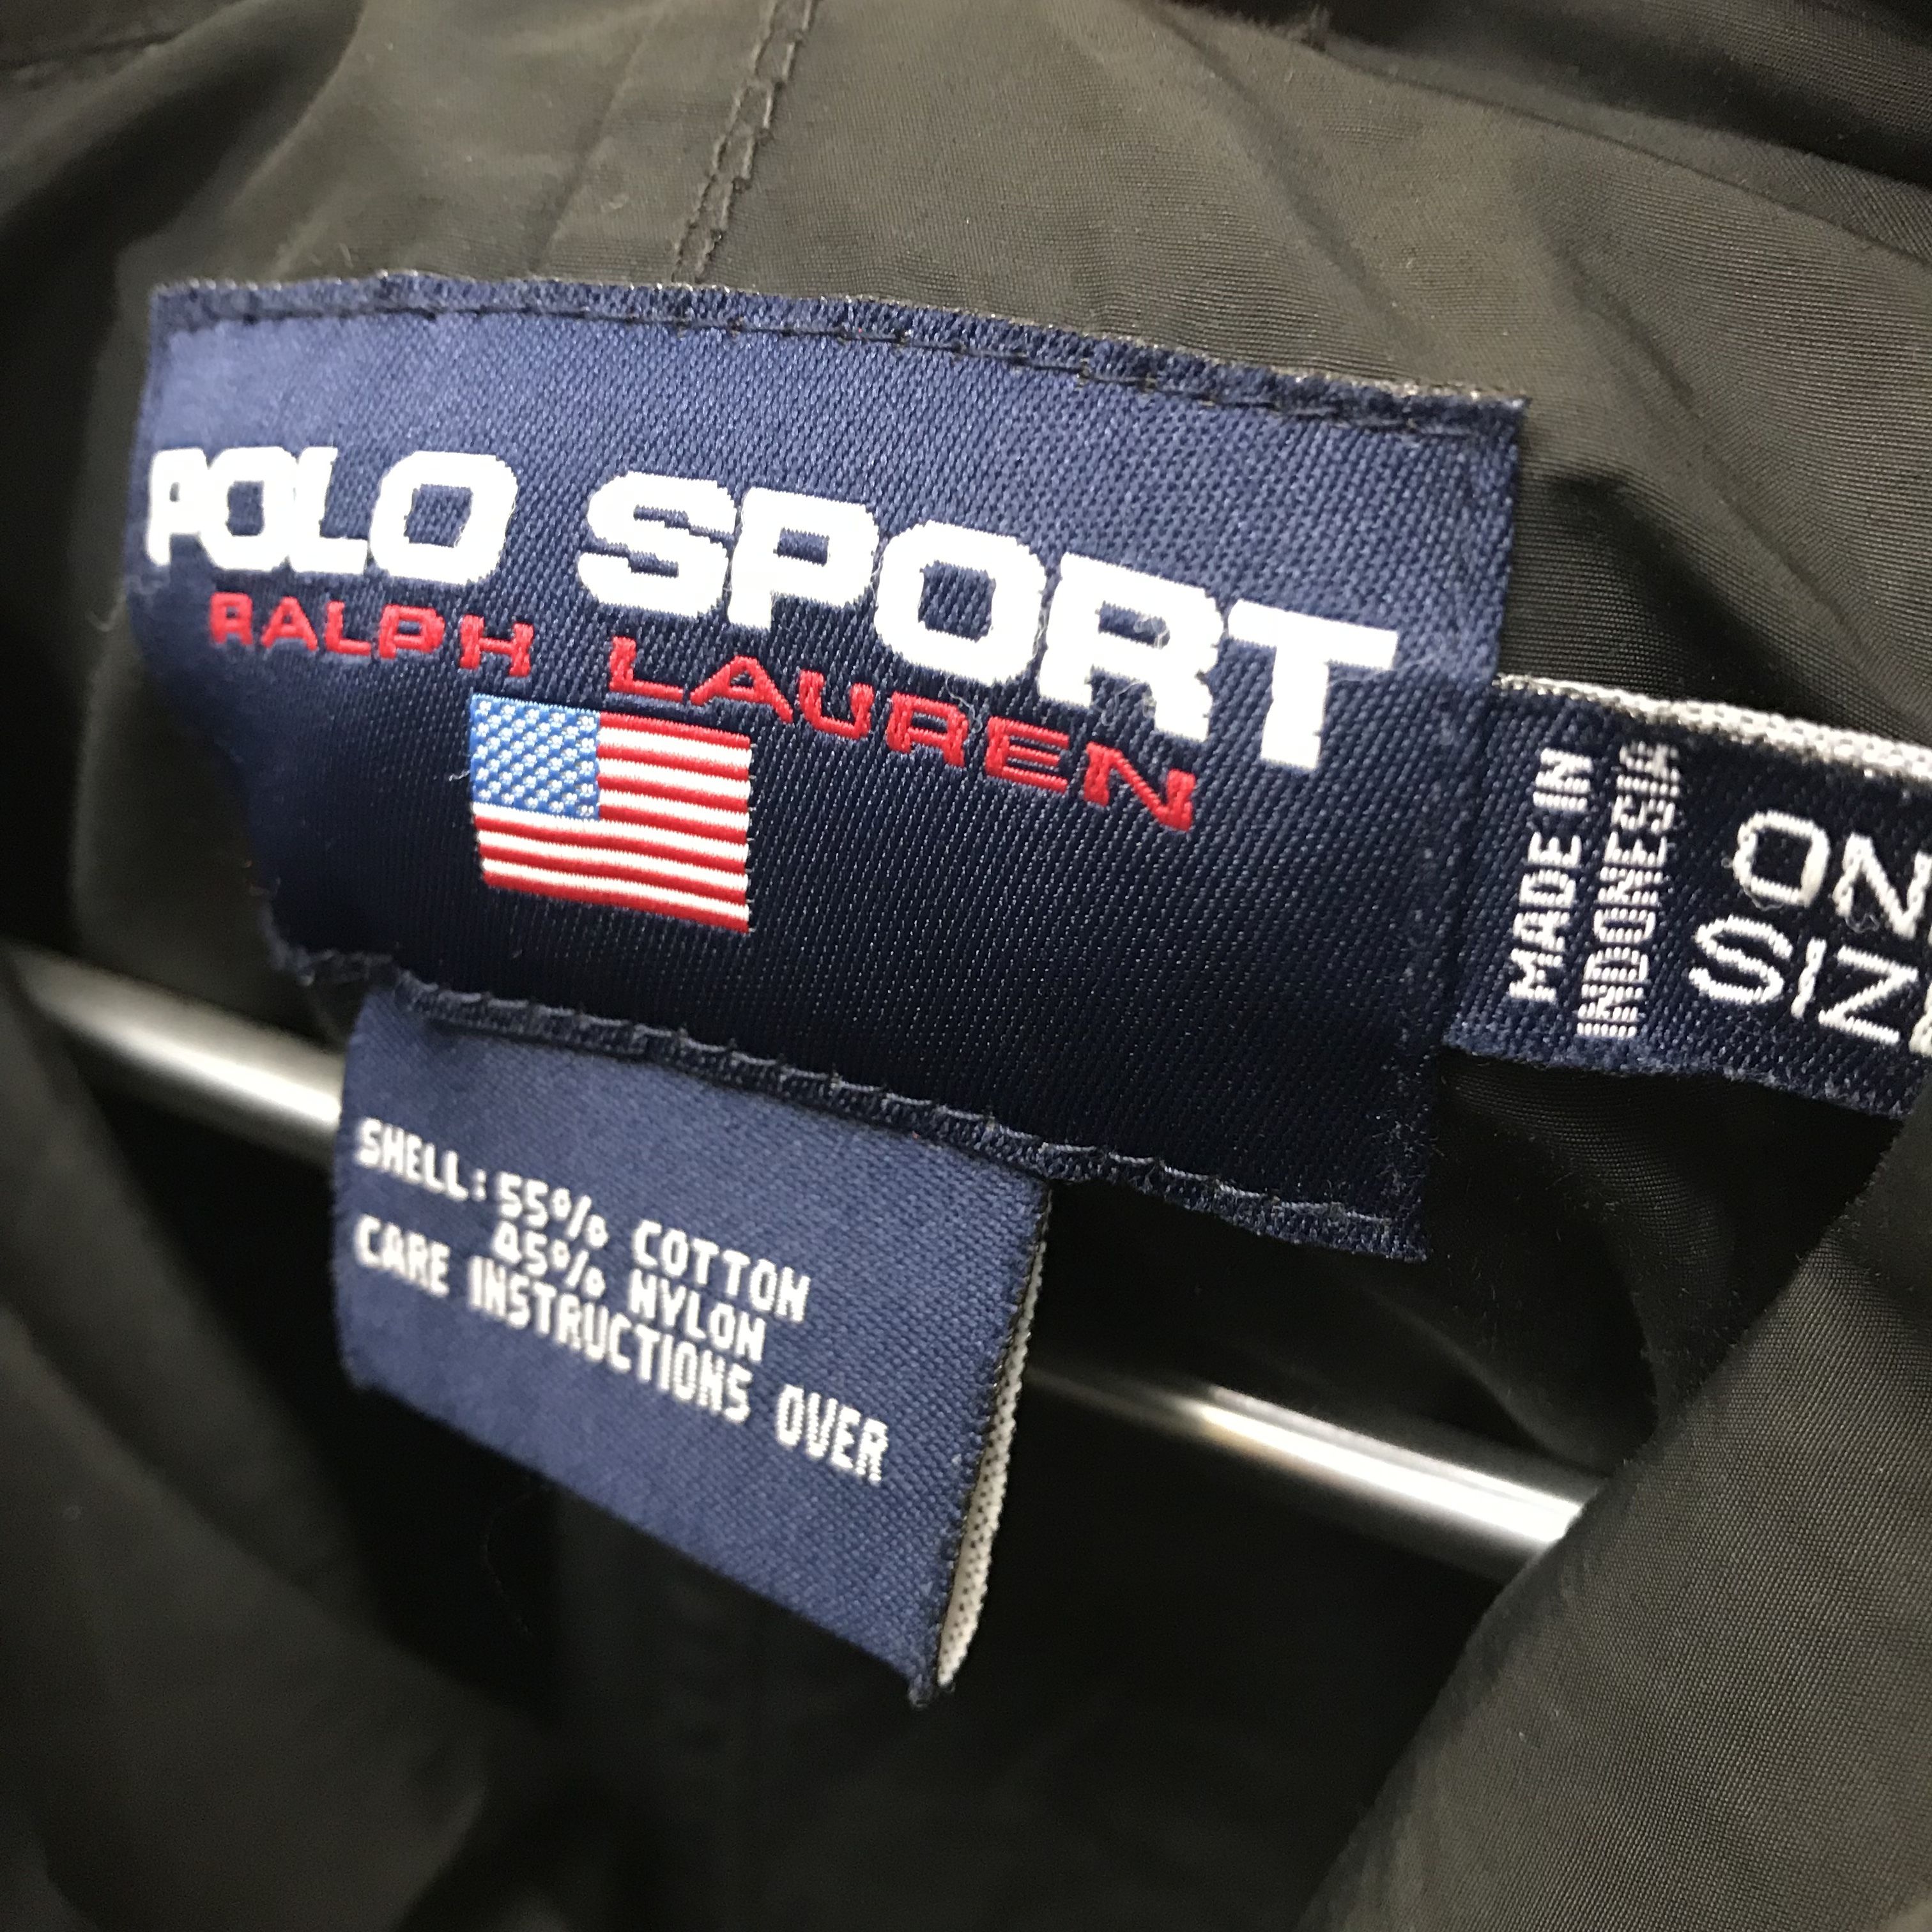 POLO SPORT
RALPH LAUREN
MADE IN
INDONESIA
SHELL: 55% COTTON
45% NYLON
CARE INSTRUCTIONS OVER